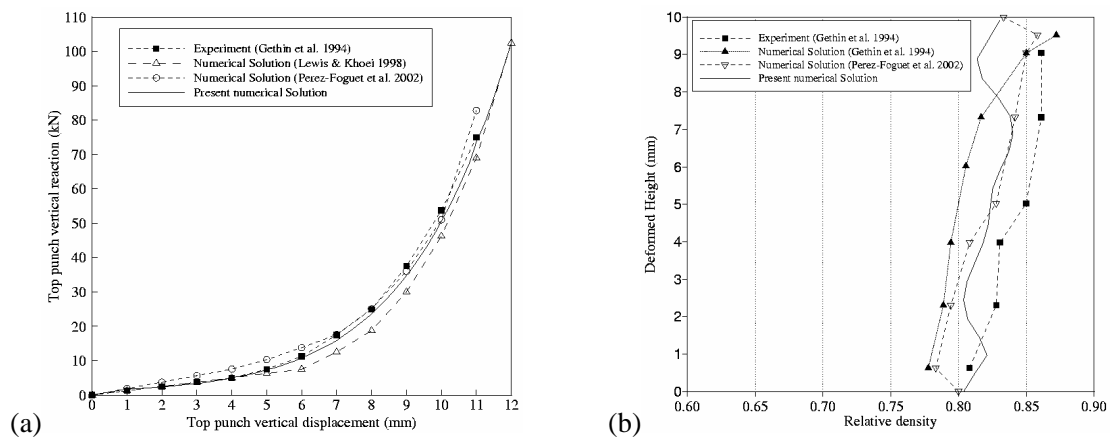 110
100
90
80
70
60
50
40
30
20
10
0
Top punch vertical reaction (kN)
Experiment (Gethin et al. 1994)
Numerical Solution (Lewis & Khoei 1998)
Numerical Solution (Perez-Foguet et al. 2002)
Present numerical Solution
0 1 2 3 4 5 6 7 8 9 10 11 12
Top punch vertical displacement (mm)
(a)
10
9
8
7
6
5
4
3
2
1
0
Deformed Height (mm)
Experiment (Gethin et al. 1994)
Numerical Solution (Gethin et al. 1994)
Numerical Solution (Perez-Foguet et al. 2002)
Present numerical Solution
0.60 0.65 0.70 0.75 0.80 0.85 0.90
Relative density
(b)